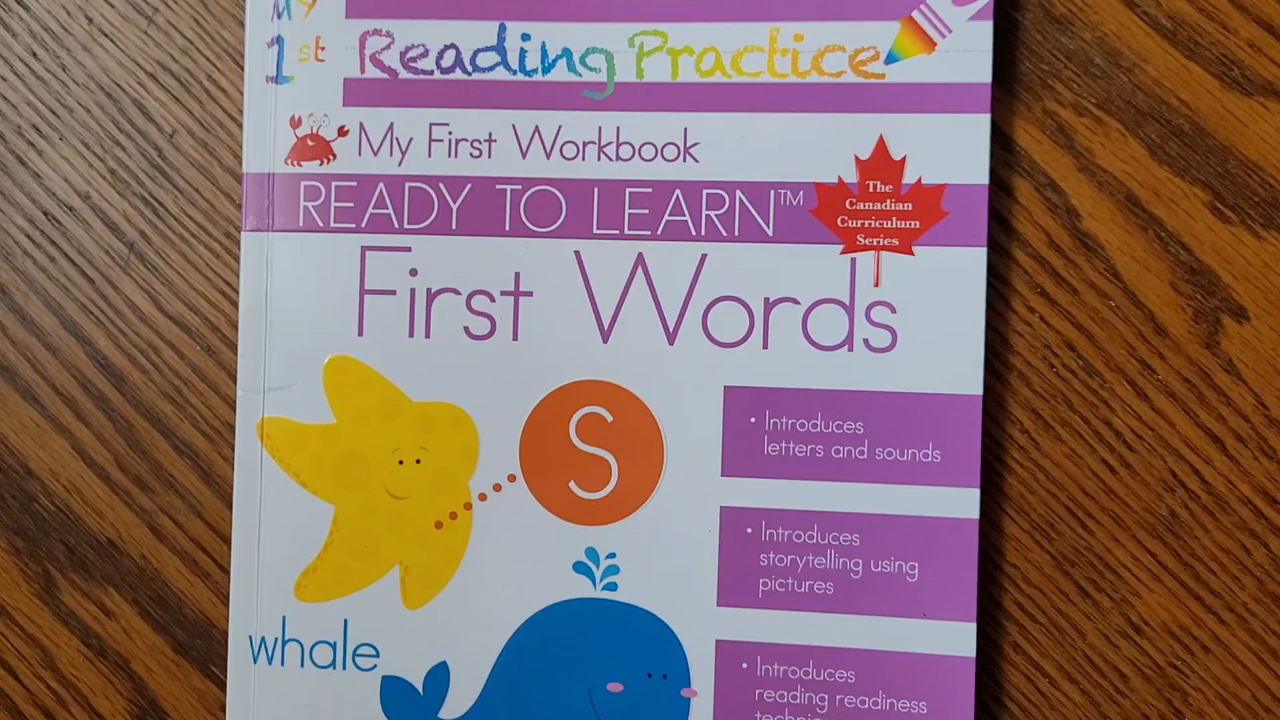 My
1st Reading Practice
My First Workbook
READY TO LEARN™
The
Canadian
Curriculum
Series
First Words
S
• Introduces
letters and sounds
• Introduces
storytelling using
pictures
whale
• Introduces
reading readiness